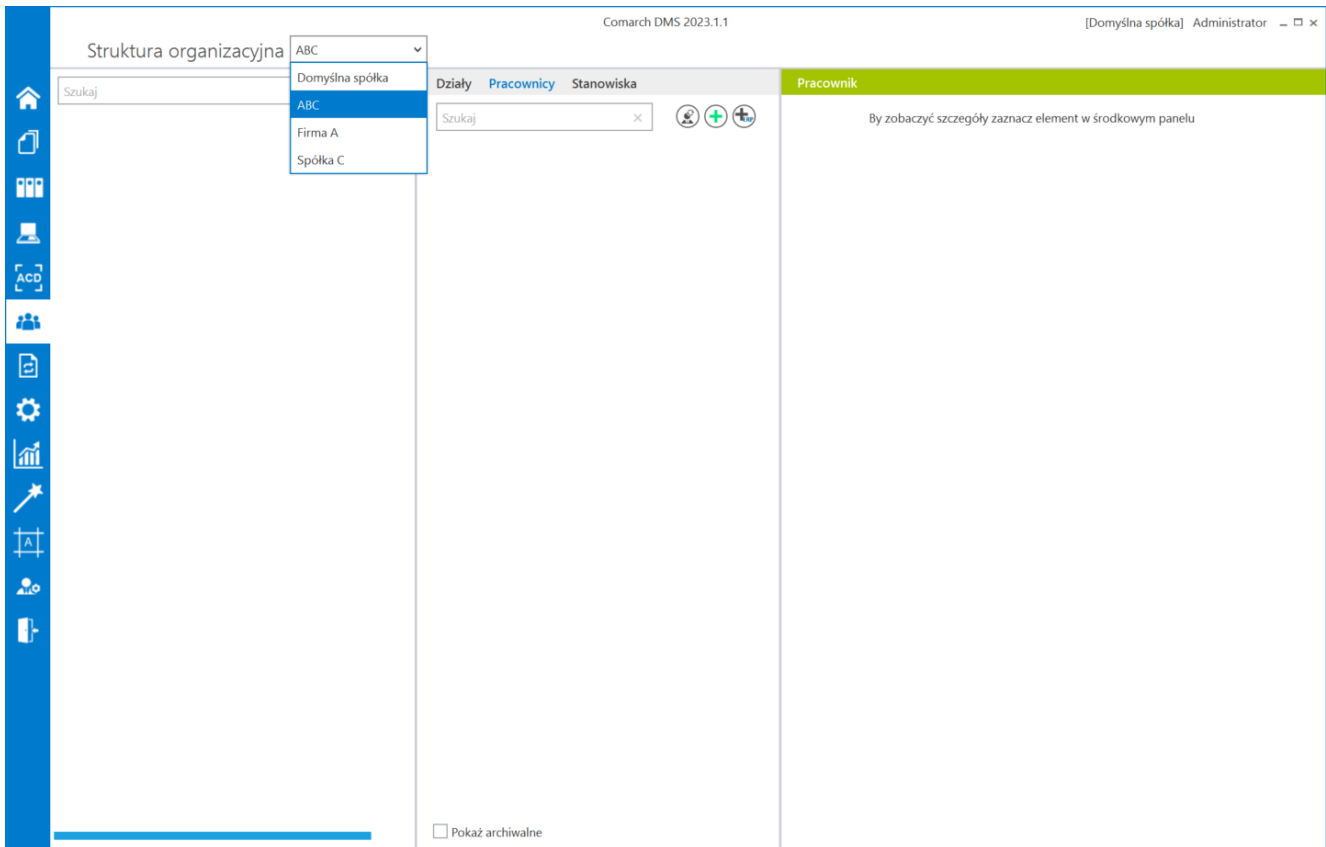 Comarch DMS 2023.1.1
[Domyślna spółka] Administrator
Struktura organizacyjna ABC
Szukaj
Domyślna spółka
ABC
Firma A
Spółka C
Działy Pracownicy Stanowiska
Szukaj
ERP
Pracownik
By zobaczyć szczegóły zaznacz element w środkowym panelu
ACD
A
Pokaż archiwalne